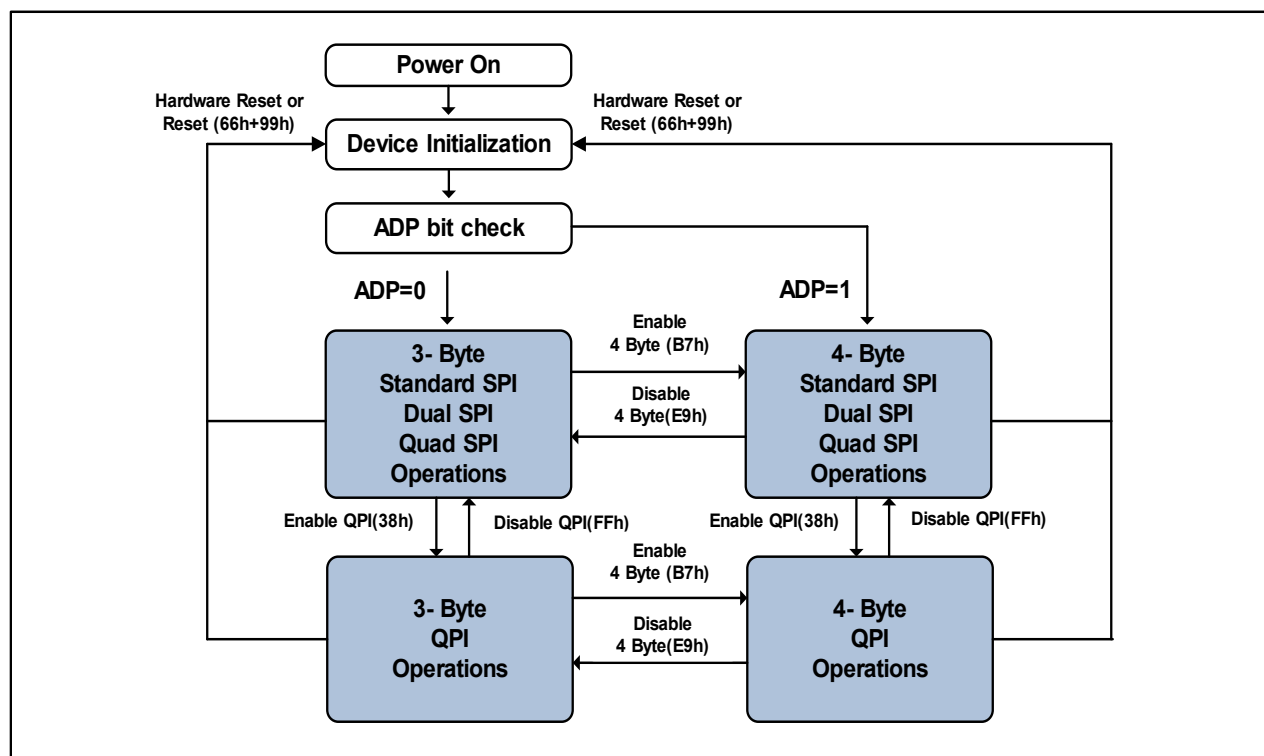 Power On
Hardware Reset or
Reset (66h+99h)
Hardware Reset or
Reset (66h+99h)
Device Initialization
ADP bit check
ADP=0
ADP=1
3- Byte
Standard SPI
Dual SPI
Quad SPI
Operations
Enable
4 Byte (B7h)
Disable
4 Byte(E9h)
4- Byte
Standard SPI
Dual SPI
Quad SPI
Operations
Enable QPI(38h)
Disable QPI(FFh)
Enable QPI(38h)
Disable QPI(FFh)
3- Byte
QPI
Operations
Enable
4 Byte (B7h)
Disable
4 Byte(E9h)
4- Byte
QPI
Operations